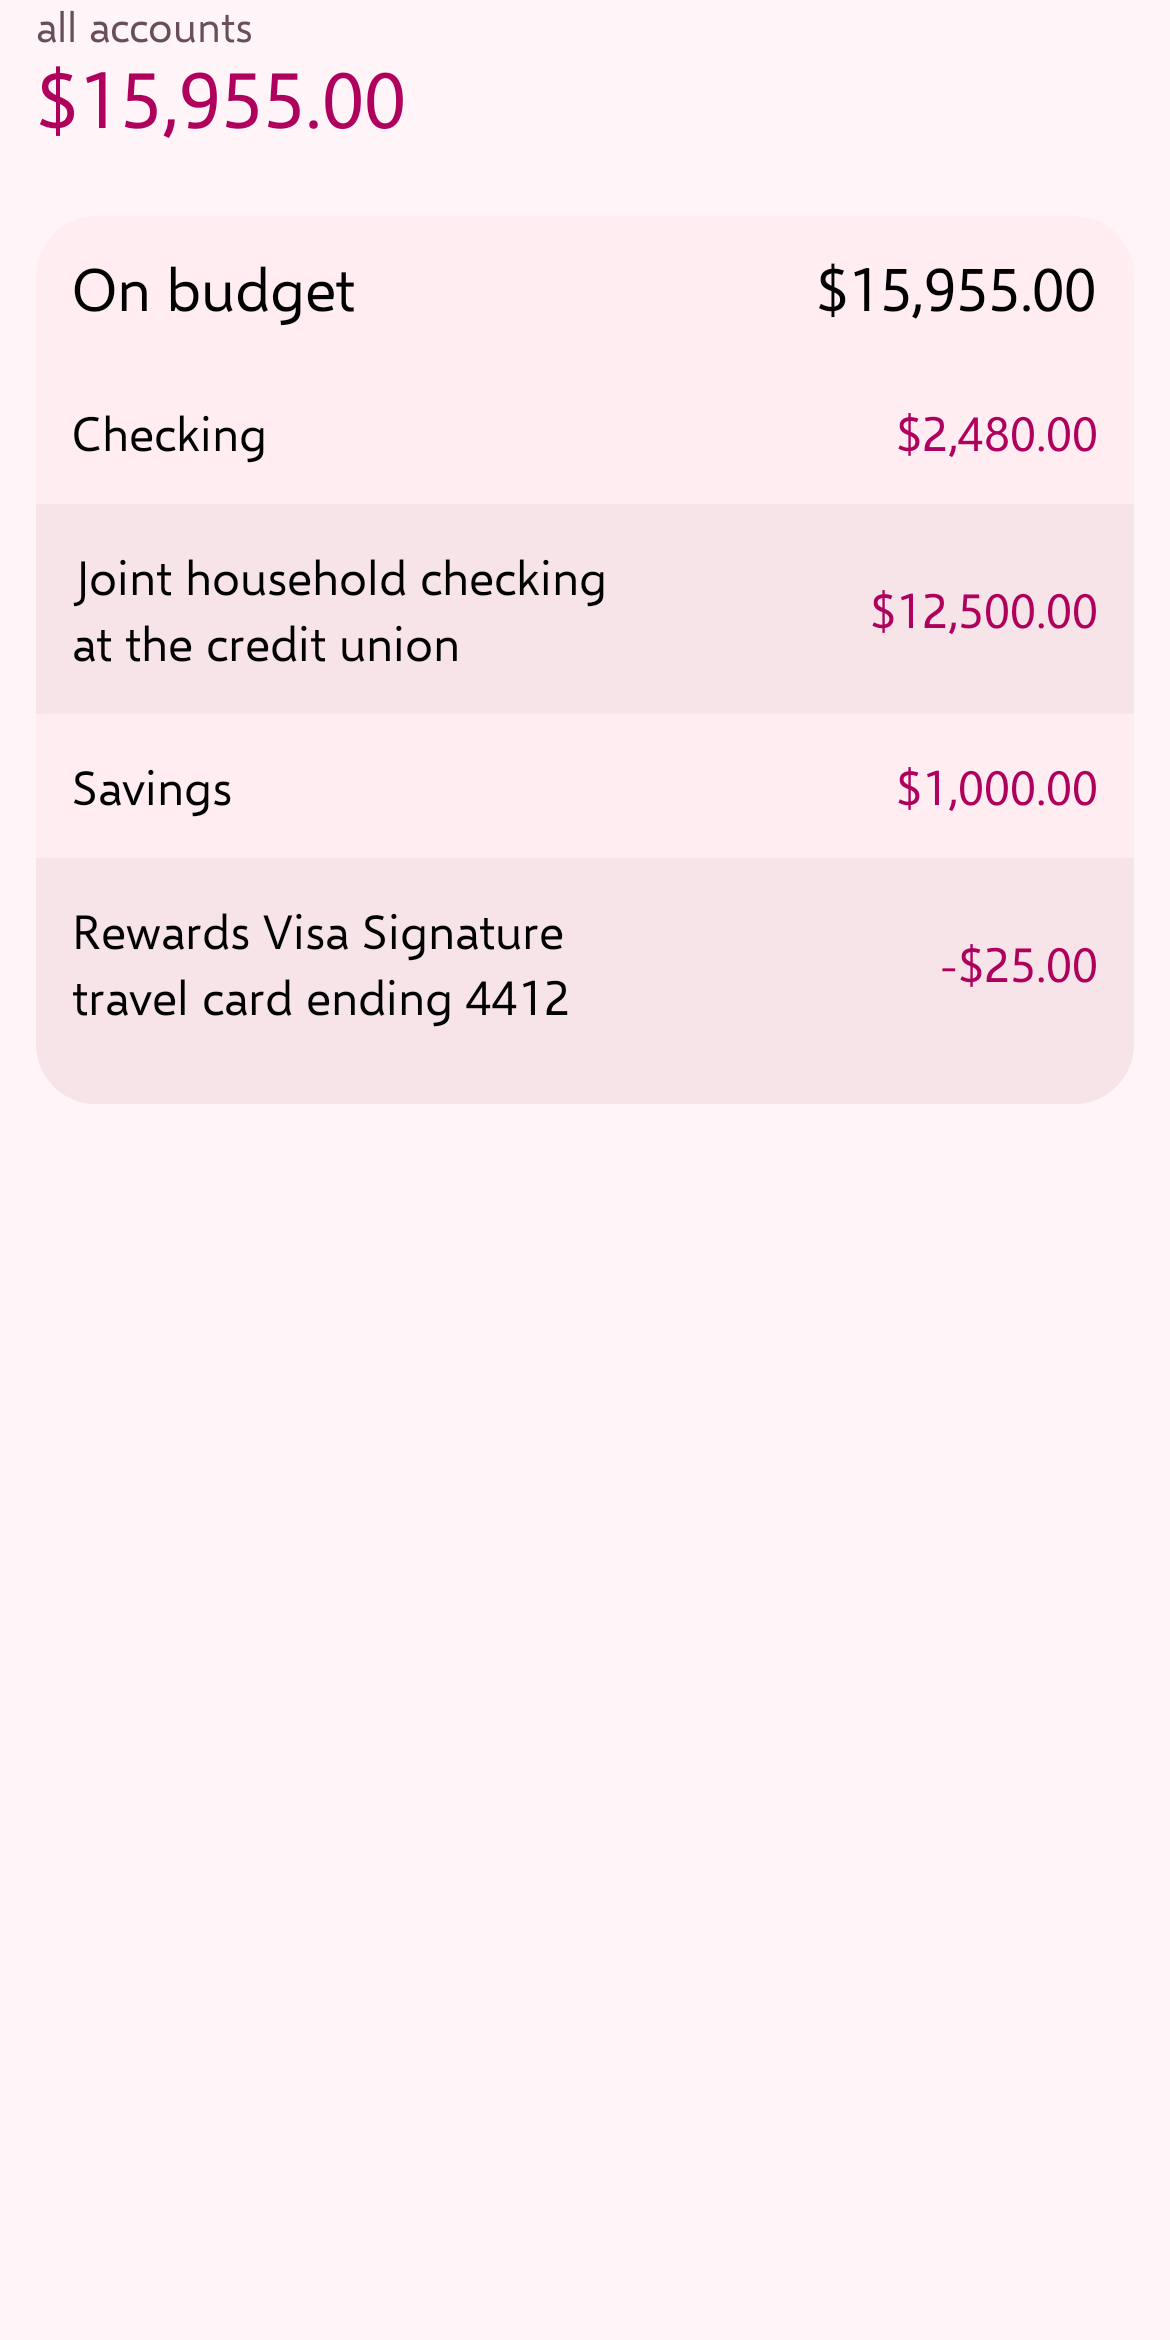 all accounts
$15,955.00
On budget $15,955.00
Checking $2,480.00
Joint household checking
at the credit union
$12,500.00
Savings $1,000.00
Rewards Visa Signature
travel card ending 4412
-$25.00